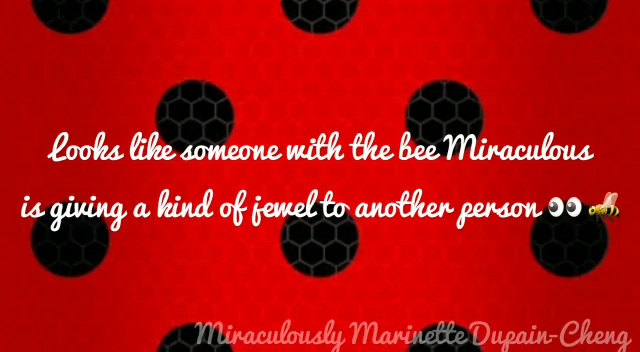 Looks like someone with the bee Miraculous
is giving a kind of jewel to another person 👀🐝
Miraculously Marinette Dupain-Cheng